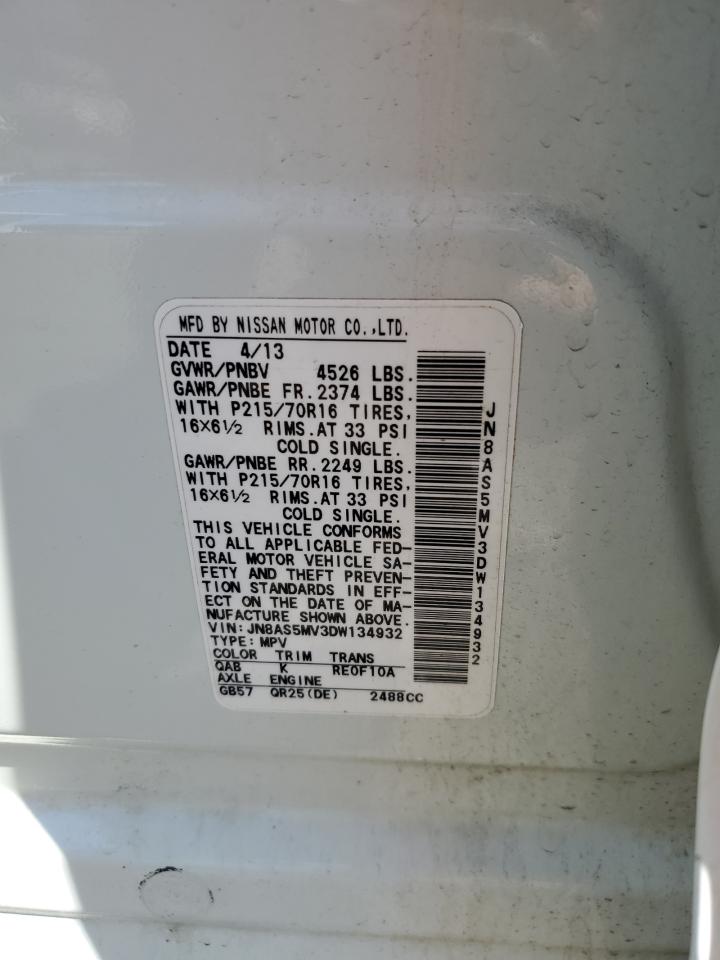 MFD BY NISSAN MOTOR CO.,LTD.
DATE 4/13
GVWR/PNBV 4526 LBS.
GAWR/PNBE FR. 2374 LBS.
WITH P215/70R16 TIRES,
16X6½ RIMS.AT 33 PSI
COLD SINGLE.
GAWR/PNBE RR. 2249 LBS.
WITH P215/70R16 TIRES,
16X6½ RIMS.AT 33 PSI
COLD SINGLE.
THIS VEHICLE CONFORMS
TO ALL APPLICABLE FED-
ERAL MOTOR VEHICLE SA-
FETY AND THEFT PREVEN-
TION STANDARDS IN EFF-
ECT ON THE DATE OF MA-
NUFACTURE SHOWN ABOVE.
VIN: JN8AS5MV3DW134932
TYPE: MPV
COLOR TRIM TRANS
QAB K RE0F10A
AXLE ENGINE
GB57 QR25(DE) 2488CC
JN8AS5MV3DW134932